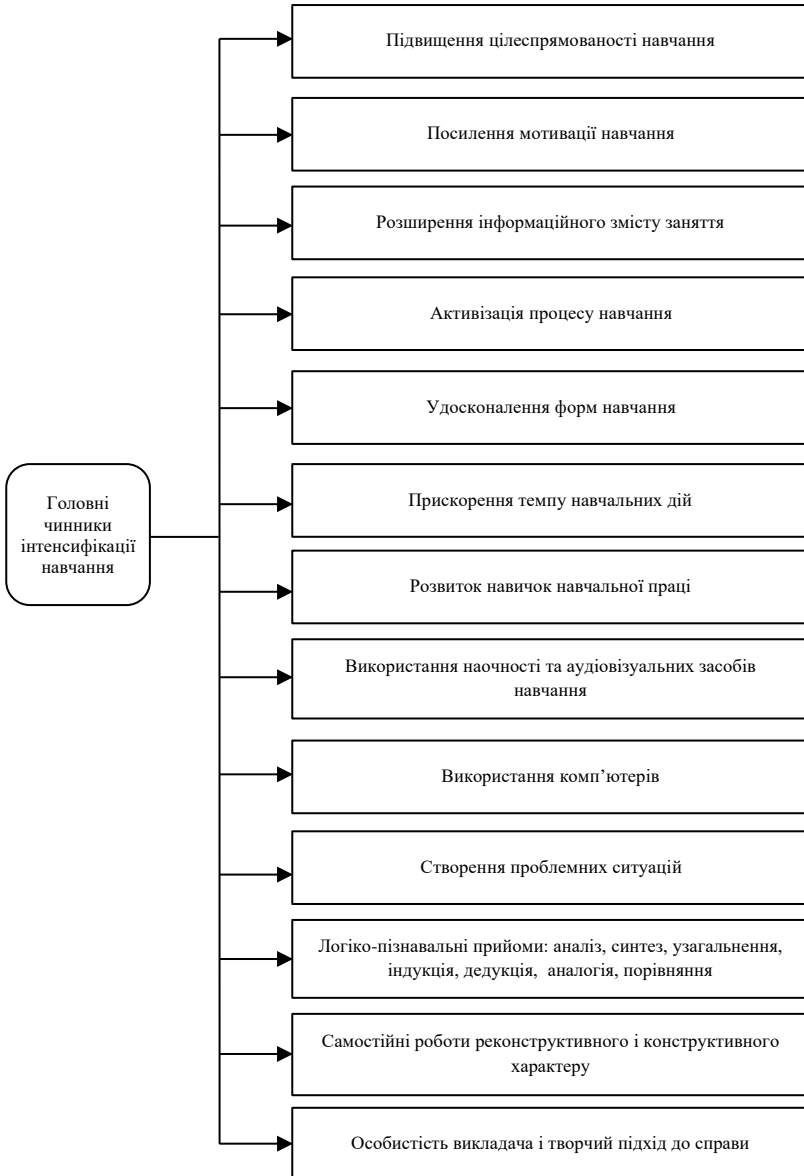 Підвищення цілеспрямованості навчання
Посилення мотивації навчання
Розширення інформаційного змісту заняття
Активізація процесу навчання
Удосконалення форм навчання
Головні
чинники
інтенсифікації
навчання
Прискорення темпу навчальних дій
Розвиток навичок навчальної праці
Використання наочності та аудіовізуальних засобів
навчання
Використання комп’ютерів
Створення проблемних ситуацій
Логіко-пізнавальні прийоми: аналіз, синтез, узагальнення,
індукція, дедукція, аналогія, порівняння
Самостійні роботи реконструктивного і конструктивного
характеру
Особистість викладача і творчий підхід до справи